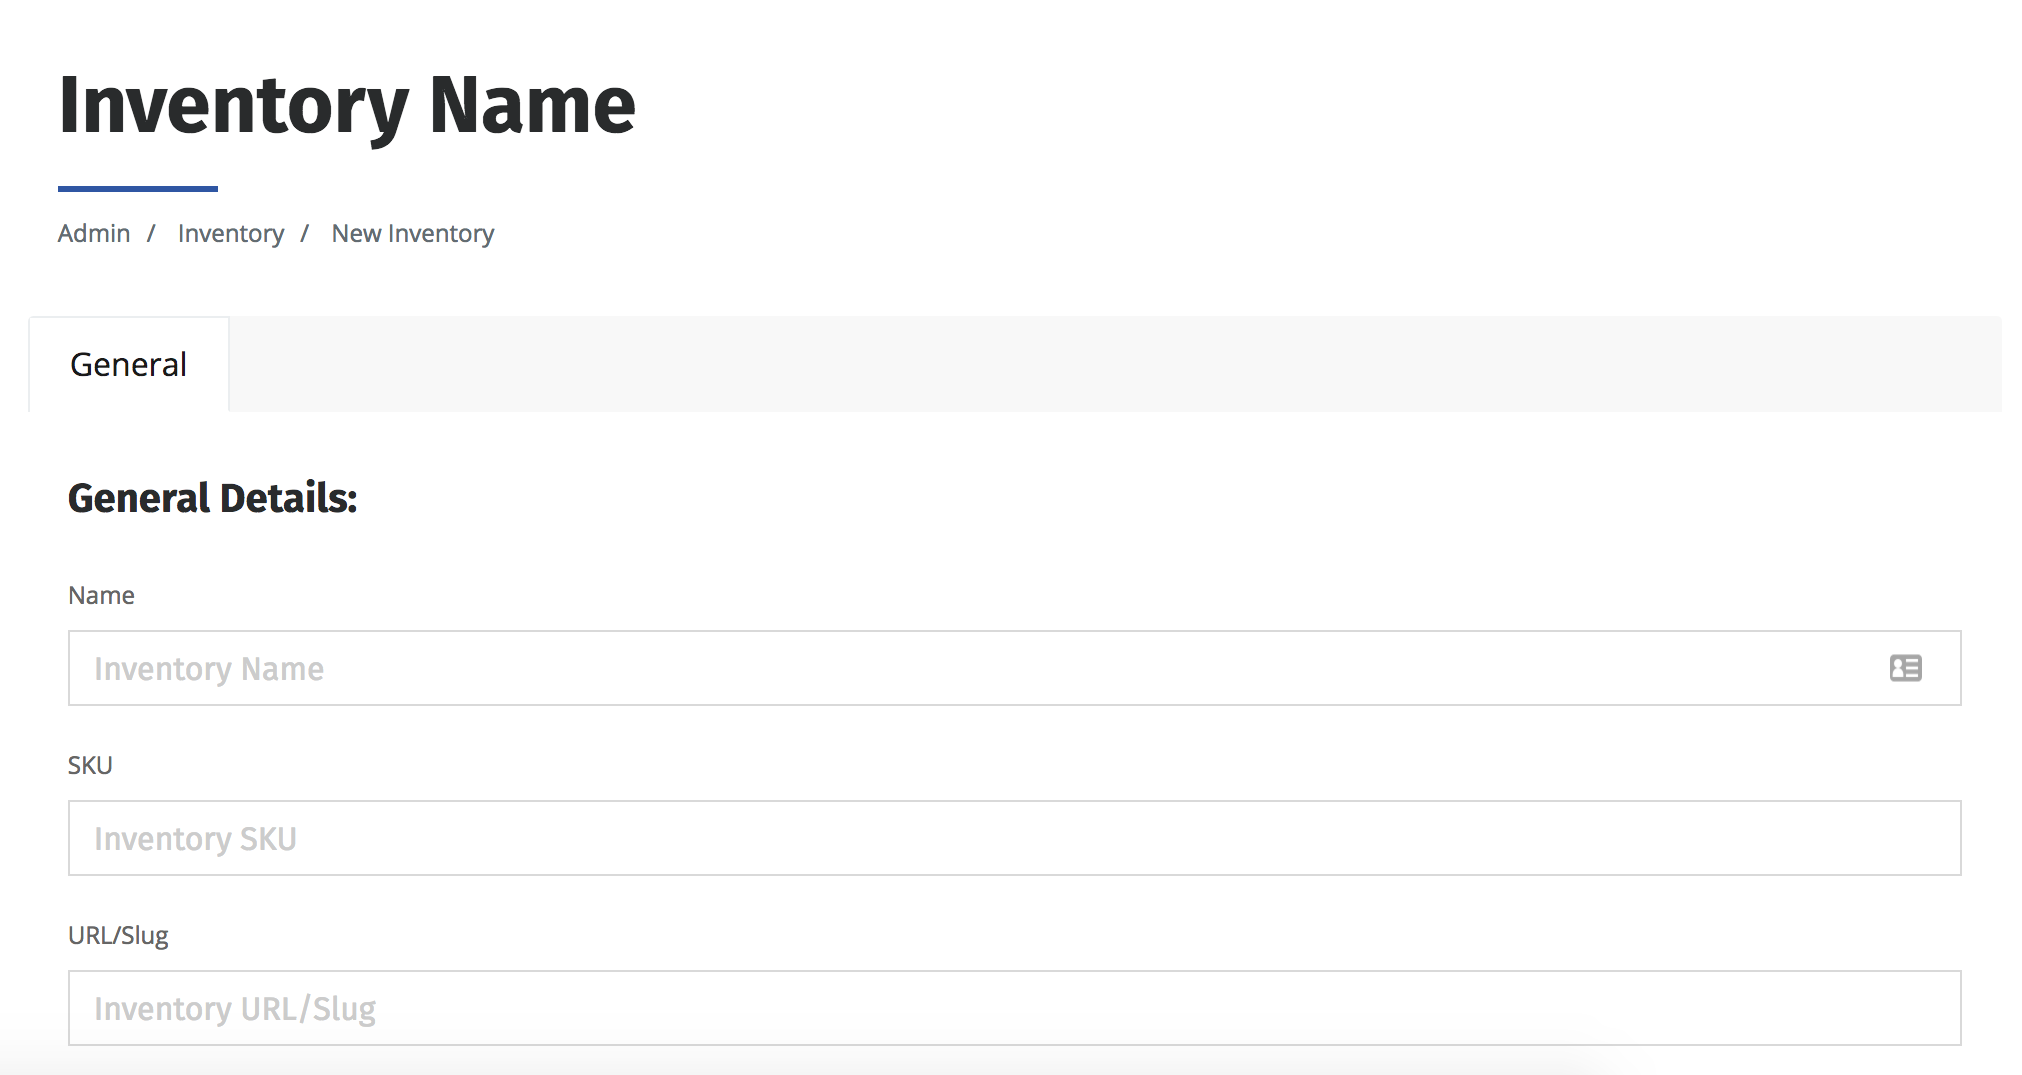 Inventory Name
Admin / Inventory / New Inventory
General
General Details:
Name
Inventory Name
SKU
Inventory SKU
URL/Slug
Inventory URL/Slug